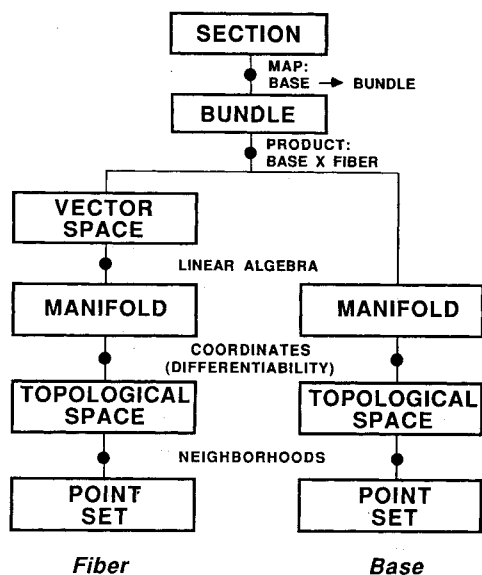 SECTION
MAP:
BASE → BUNDLE
BUNDLE
PRODUCT:
BASE X FIBER
VECTOR
SPACE
LINEAR ALGEBRA
MANIFOLD
MANIFOLD
COORDINATES
(DIFFERENTIABILITY)
TOPOLOGICAL
SPACE
TOPOLOGICAL
SPACE
NEIGHBORHOODS
POINT
SET
POINT
SET
Fiber
Base